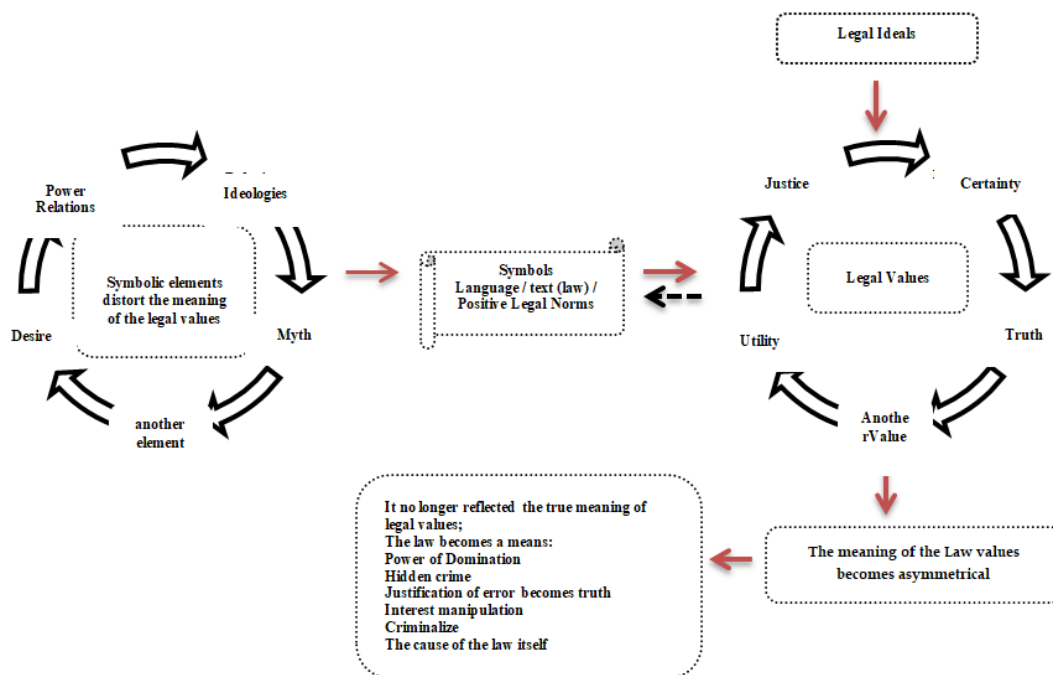 Legal Ideals
Power
Relations
Ideologies
Symbolic elements
distort the meaning
of the legal values
Desire
Myth
another
element
Symbols
Language / text (law) /
Positive Legal Norms
Justice
Certainty
Legal Values
Utility
Truth
Anothe
rValue
It no longer reflected the true meaning of
legal values;
The law becomes a means:
Power of Domination
Hidden crime
Justification of error becomes truth
Interest manipulation
Criminalize
The cause of the law itself
The meaning of the Law values
becomes asymmetrical